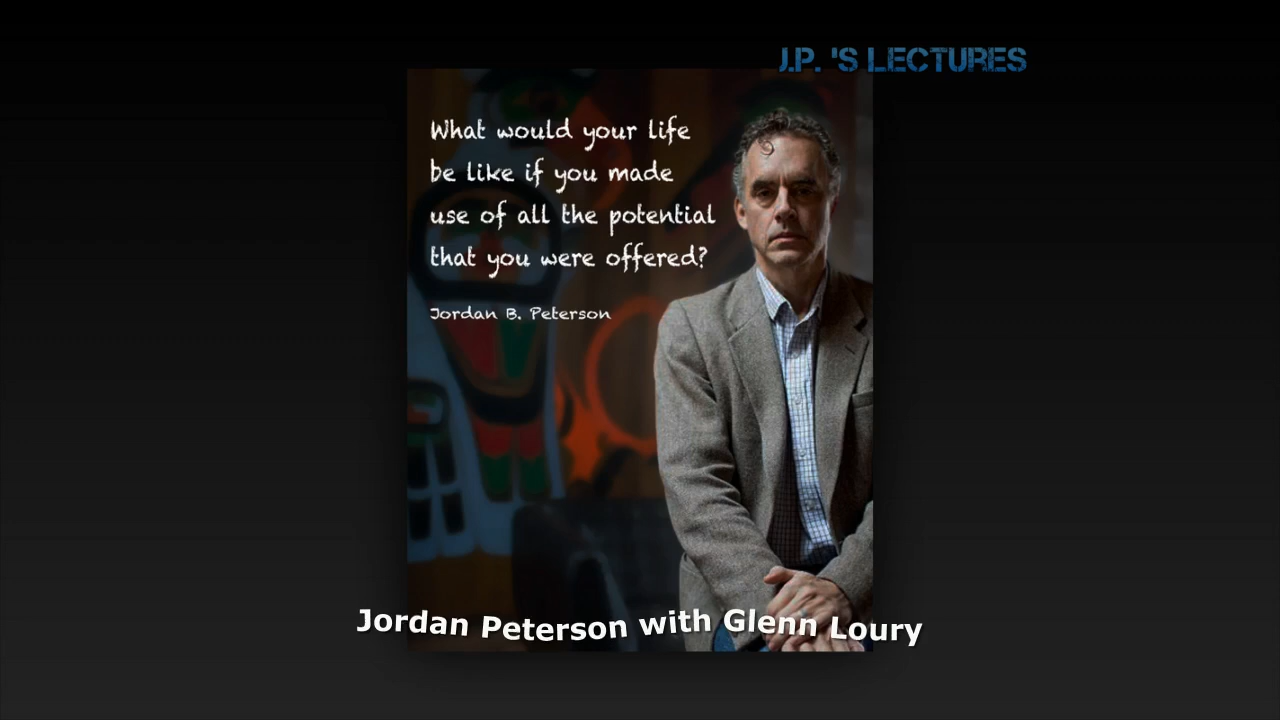 J.P. 'S LECTURES
What would your life
be like if you made
use of all the potential
that you were offered?
Jordan B. Peterson
Jordan Peterson with Glenn Loury